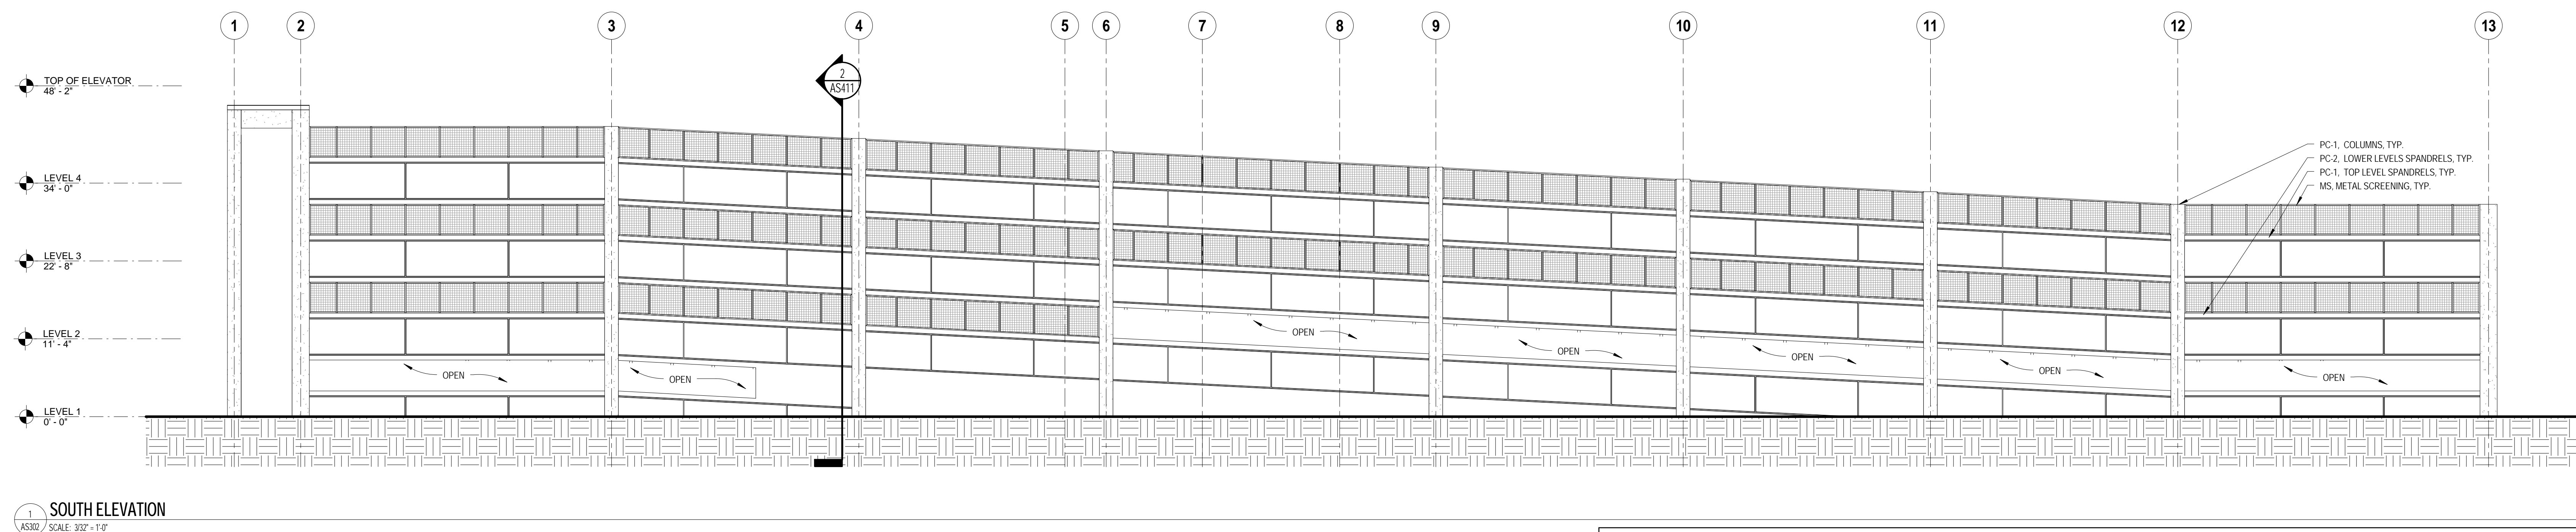 1 2 3 4 5 6 7 8 9 10 11 12 13
TOP OF ELEVATOR
48' - 2"
2
AS411
PC-1, COLUMNS, TYP.
PC-2, LOWER LEVELS SPANDRELS, TYP.
PC-1, TOP LEVEL SPANDRELS, TYP.
MS, METAL SCREENING, TYP.
LEVEL 4
34' - 0"
LEVEL 3
22' - 8"
LEVEL 2
11' - 4"
OPEN
OPEN
OPEN
OPEN
OPEN
OPEN
OPEN
LEVEL 1
0' - 0"
1
AS302
SOUTH ELEVATION
SCALE: 3/32" = 1'-0"